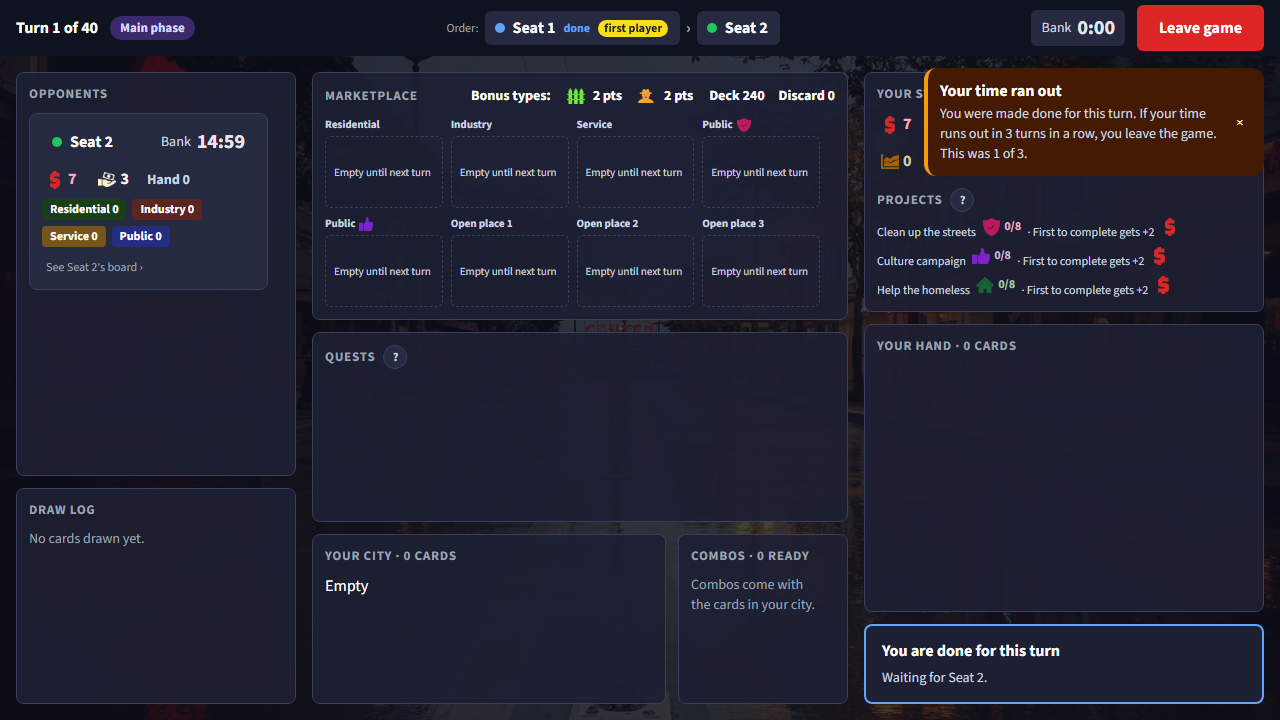 Turn 1 of 40 Main phase
Order: Seat 1 done first player › Seat 2
Bank 0:00 Leave game
OPPONENTS
Seat 2 Bank 14:59
7 3 Hand 0
Residential 0 Industry 0
Service 0 Public 0
See Seat 2's board ›
DRAW LOG
No cards drawn yet.
MARKETPLACE Bonus types: 2 pts 2 pts Deck 240 Discard 0
Residential Industry Service Public
Empty until next turn Empty until next turn Empty until next turn Empty until next turn
Public Open place 1 Open place 2 Open place 3
Empty until next turn Empty until next turn Empty until next turn Empty until next turn
QUESTS ?
YOUR CITY · 0 CARDS
Empty
COMBOS · 0 READY
Combos come with
the cards in your city.
YOUR S
7
0
Your time ran out
You were made done for this turn. If your time
runs out in 3 turns in a row, you leave the game.
This was 1 of 3.
×
PROJECTS ?
Clean up the streets 0/8 · First to complete gets +2
Culture campaign 0/8 · First to complete gets +2
Help the homeless 0/8 · First to complete gets +2
YOUR HAND · 0 CARDS
You are done for this turn
Waiting for Seat 2.